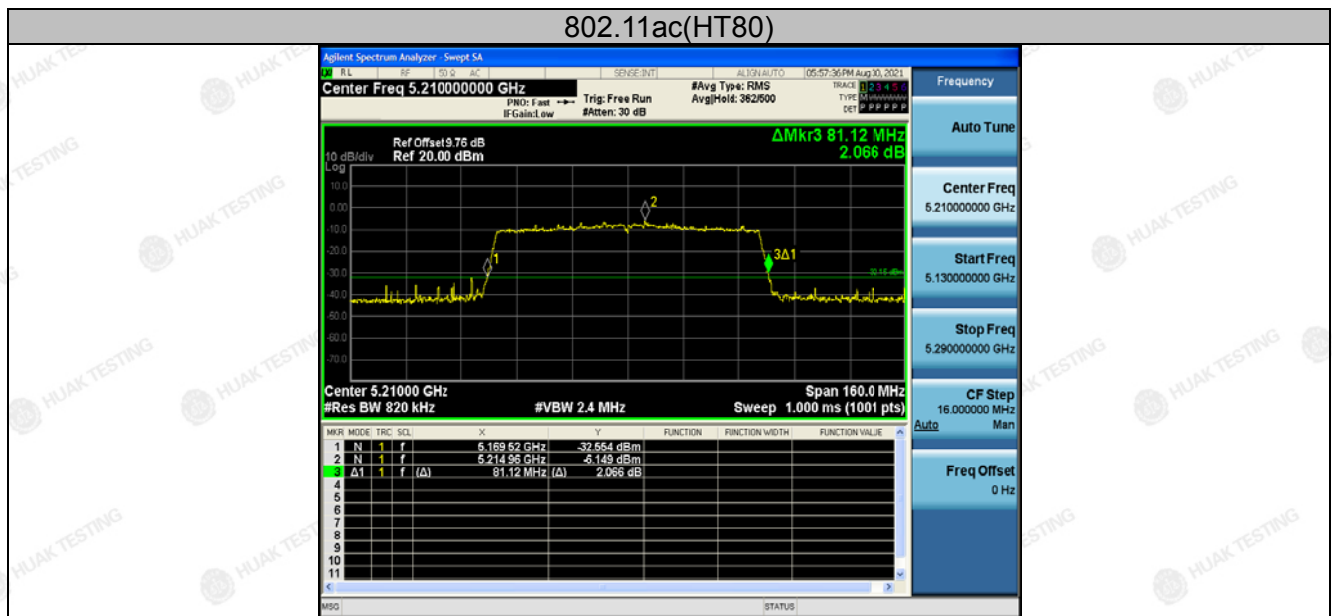 802.11ac(HT80)
Agilent Spectrum Analyzer - Swept SA
RL RF 50 Ω AC SENSE:INT ALIGNAUTO 05:57:36 PM Aug 10, 2021
Center Freq 5.210000000 GHz
PNO: Fast
IFGain:Low
Trig: Free Run
#Atten: 30 dB
#Avg Type: RMS
Avg|Hold: 362/500
TRACE 1 2 3 4 5 6
TYPE
DET P P P P P P
ΔMkr3 81.12 MHz
2.066 dB
Ref Offset 9.76 dB
Ref 20.00 dBm
10 dB/div
Log
10.0
0.00
-10.0
-20.0
-30.0
-40.0
-50.0
-60.0
-70.0
1
2
3Δ1
Center 5.21000 GHz
Span 160.0 MHz
#Res BW 820 kHz #VBW 2.4 MHz Sweep 1.000 ms (1001 pts)
MKR MODE TRC SCL X Y FUNCTION FUNCTION WIDTH FUNCTION VALUE
1 N 1 f 5.169 52 GHz -32.554 dBm
2 N 1 f 5.214 96 GHz -6.149 dBm
3 Δ1 1 f (Δ) 81.12 MHz (Δ) 2.066 dB
4
5
6
7
8
9
10
11
MSG
STATUS
Frequency
Auto Tune
Center Freq
5.210000000 GHz
Start Freq
5.130000000 GHz
Stop Freq
5.290000000 GHz
CF Step
16.000000 MHz
Auto Man
Freq Offset
0 Hz
HUAK TESTING